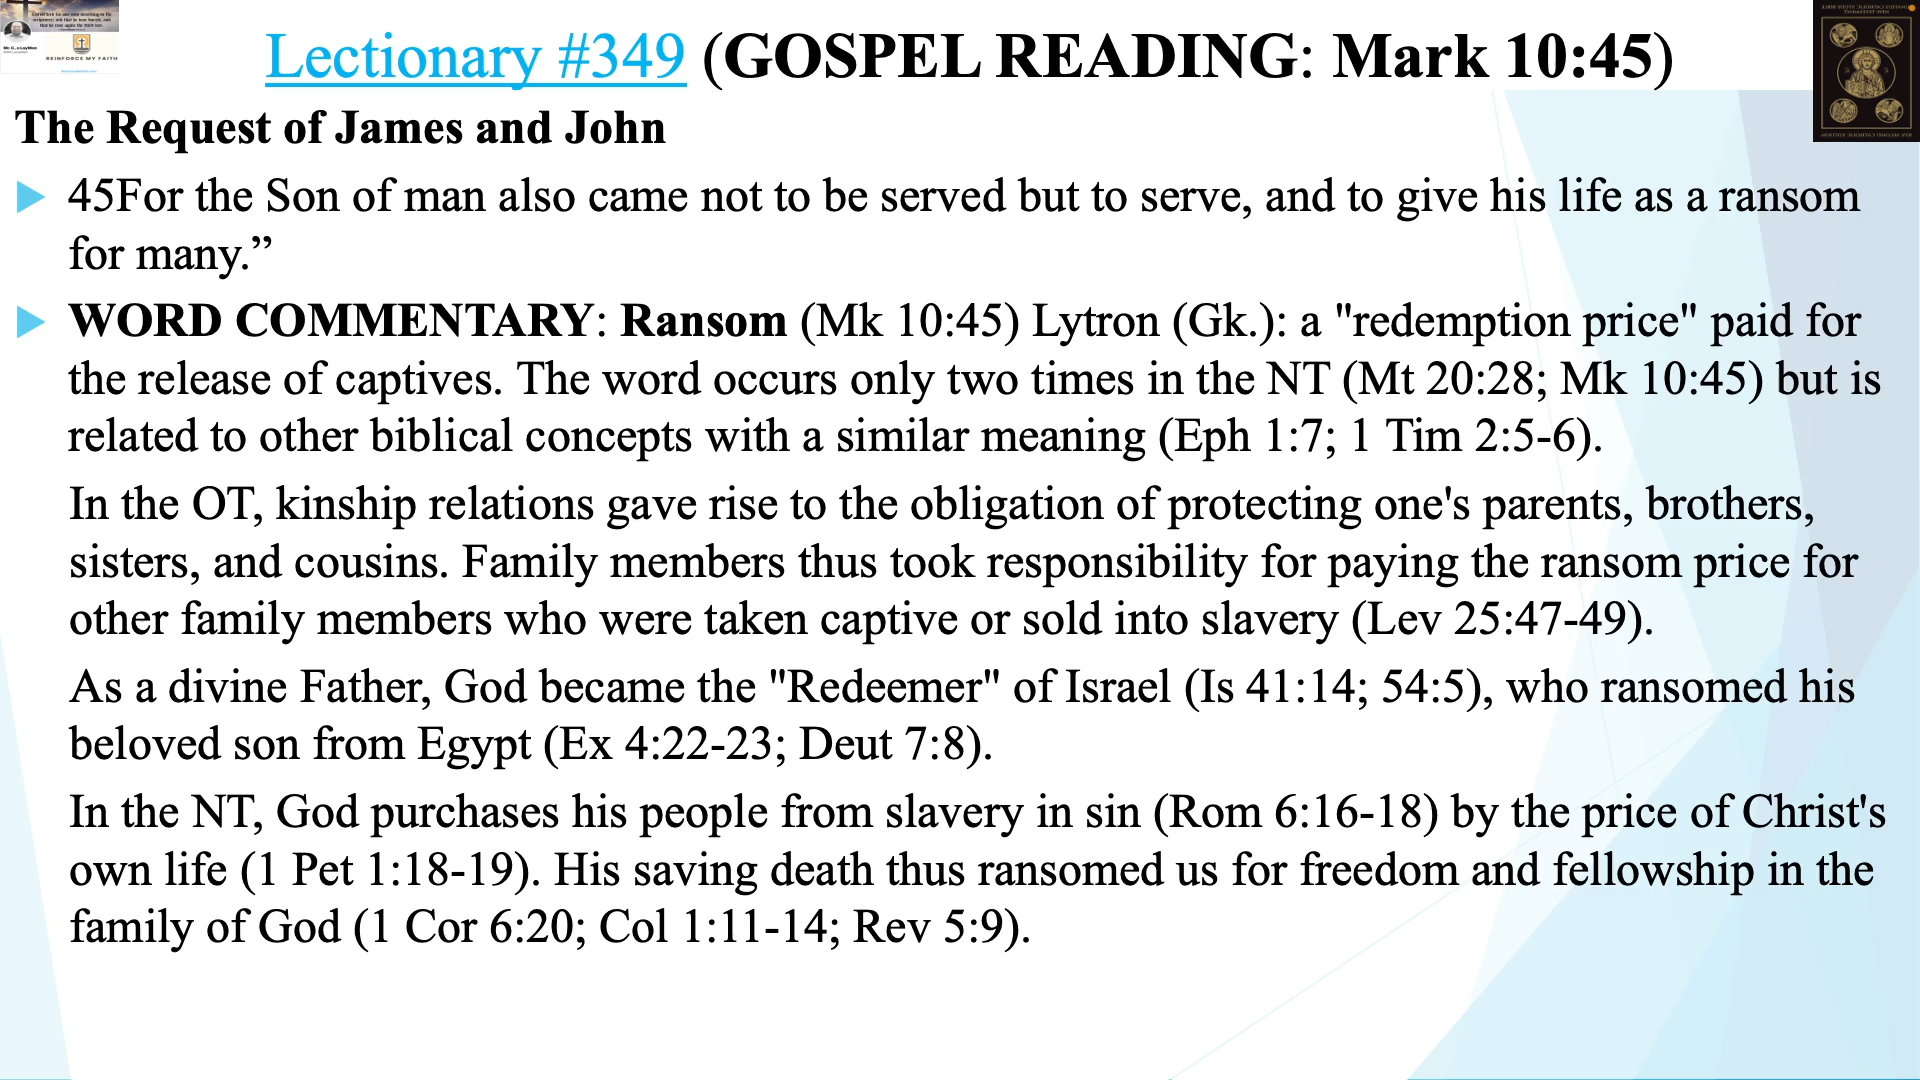 Lectionary #349 (GOSPEL READING: Mark 10:45)
REINFORCE MY FAITH
The Request of James and John
45For the Son of man also came not to be served but to serve, and to give his life as a ransom
for many.”
WORD COMMENTARY: Ransom (Mk 10:45) Lytron (Gk.): a "redemption price" paid for
the release of captives. The word occurs only two times in the NT (Mt 20:28; Mk 10:45) but is
related to other biblical concepts with a similar meaning (Eph 1:7; 1 Tim 2:5-6).
In the OT, kinship relations gave rise to the obligation of protecting one's parents, brothers,
sisters, and cousins. Family members thus took responsibility for paying the ransom price for
other family members who were taken captive or sold into slavery (Lev 25:47-49).
As a divine Father, God became the "Redeemer" of Israel (Is 41:14; 54:5), who ransomed his
beloved son from Egypt (Ex 4:22-23; Deut 7:8).
In the NT, God purchases his people from slavery in sin (Rom 6:16-18) by the price of Christ's
own life (1 Pet 1:18-19). His saving death thus ransomed us for freedom and fellowship in the
family of God (1 Cor 6:20; Col 1:11-14; Rev 5:9).